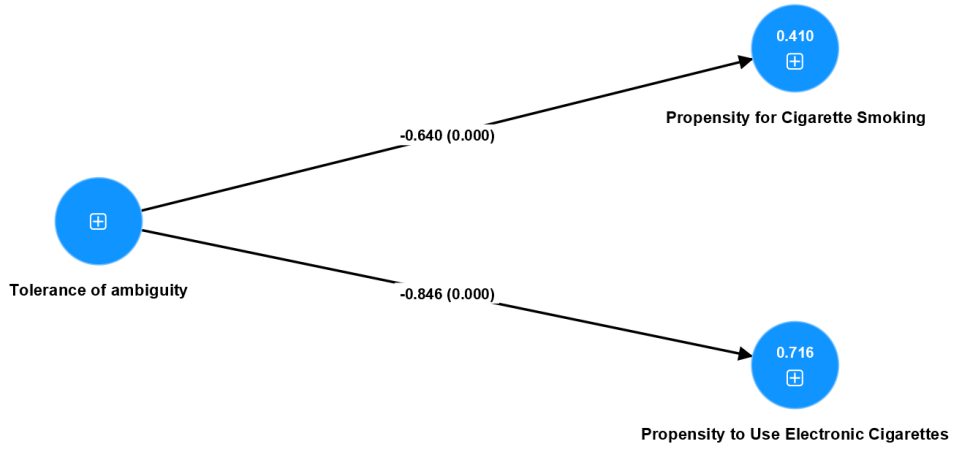 0.410
Propensity for Cigarette Smoking
-0.640 (0.000)
Tolerance of ambiguity
-0.846 (0.000)
0.716
Propensity to Use Electronic Cigarettes